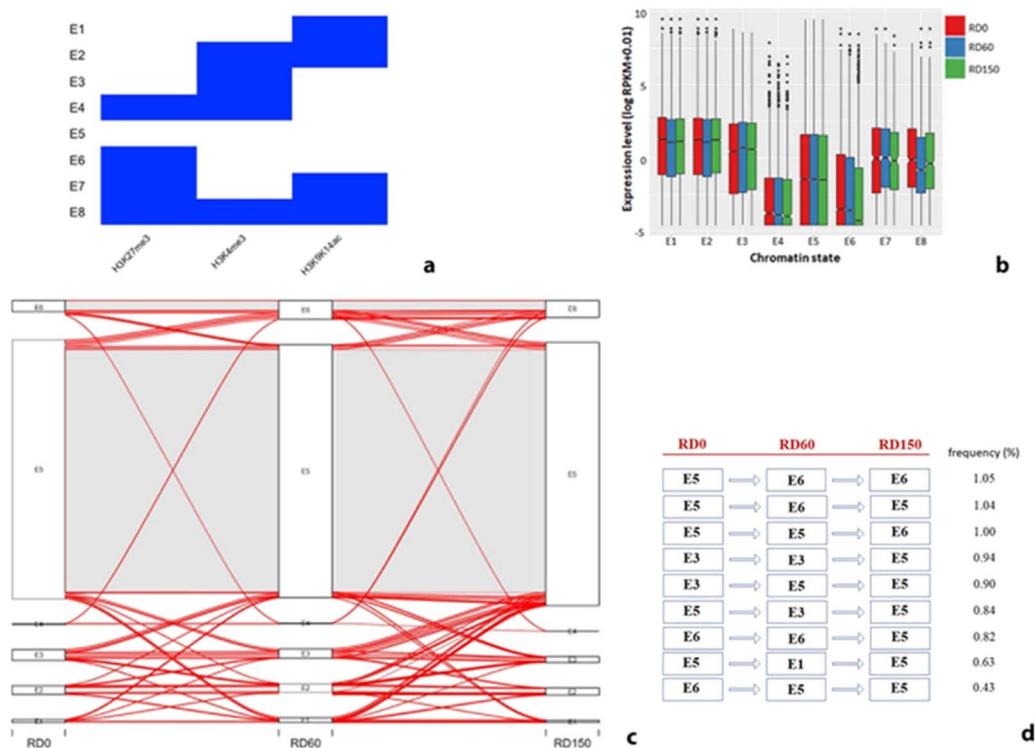 E1
E2
E3
E4
E5
E6
E7
E8
H3K27me3
H3K4me3
H3K9K14ac
a
Expression level (log RPKM+0.01)
10
5
0
-5
E1 E2 E3 E4 E5 E6 E7 E8
Chromatin state
RD0
RD60
RD150
b
E6 E6 E6
E5 E5 E5
E4 E4 E4
E3 E3 E3
E2 E2 E2
E1 E1
RD0 RD60 RD150
c
RD0 RD60 RD150 frequency (%)
E5 E6 E6 1.05
E5 E6 E5 1.04
E5 E5 E6 1.00
E3 E3 E5 0.94
E3 E5 E5 0.90
E5 E3 E5 0.84
E6 E6 E5 0.82
E5 E1 E5 0.63
E6 E5 E5 0.43
d